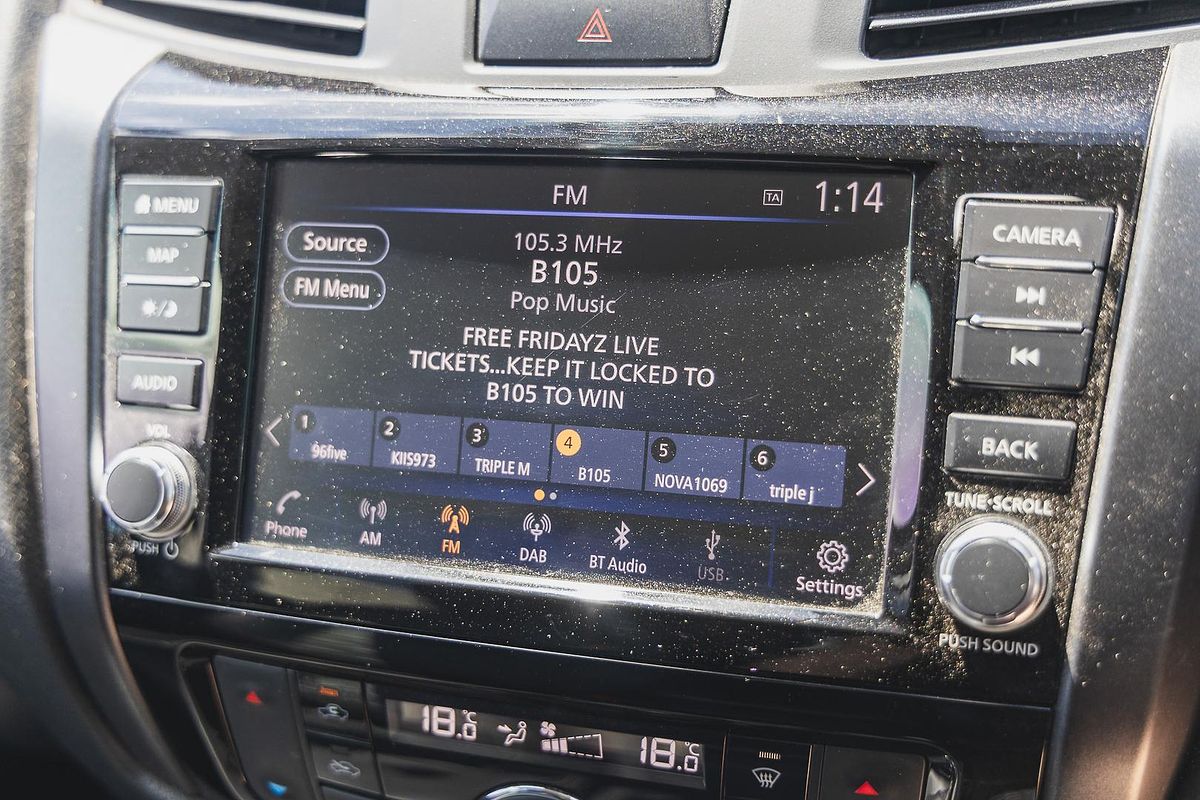 FM
TA
1:14
MENU
MAP
AUDIO
VOL
PUSH
Source
FM Menu
105.3 MHz
B105
Pop Music
FREE FRIDAYZ LIVE
TICKETS...KEEP IT LOCKED TO
B105 TO WIN
1 2 3 4 5 6
96five KIIS973 TRIPLE M B105 NOVA1069 triple j
Phone AM FM DAB BT Audio USB Settings
CAMERA
BACK
TUNE·SCROLL
PUSH SOUND
18.0°C 18.0°C